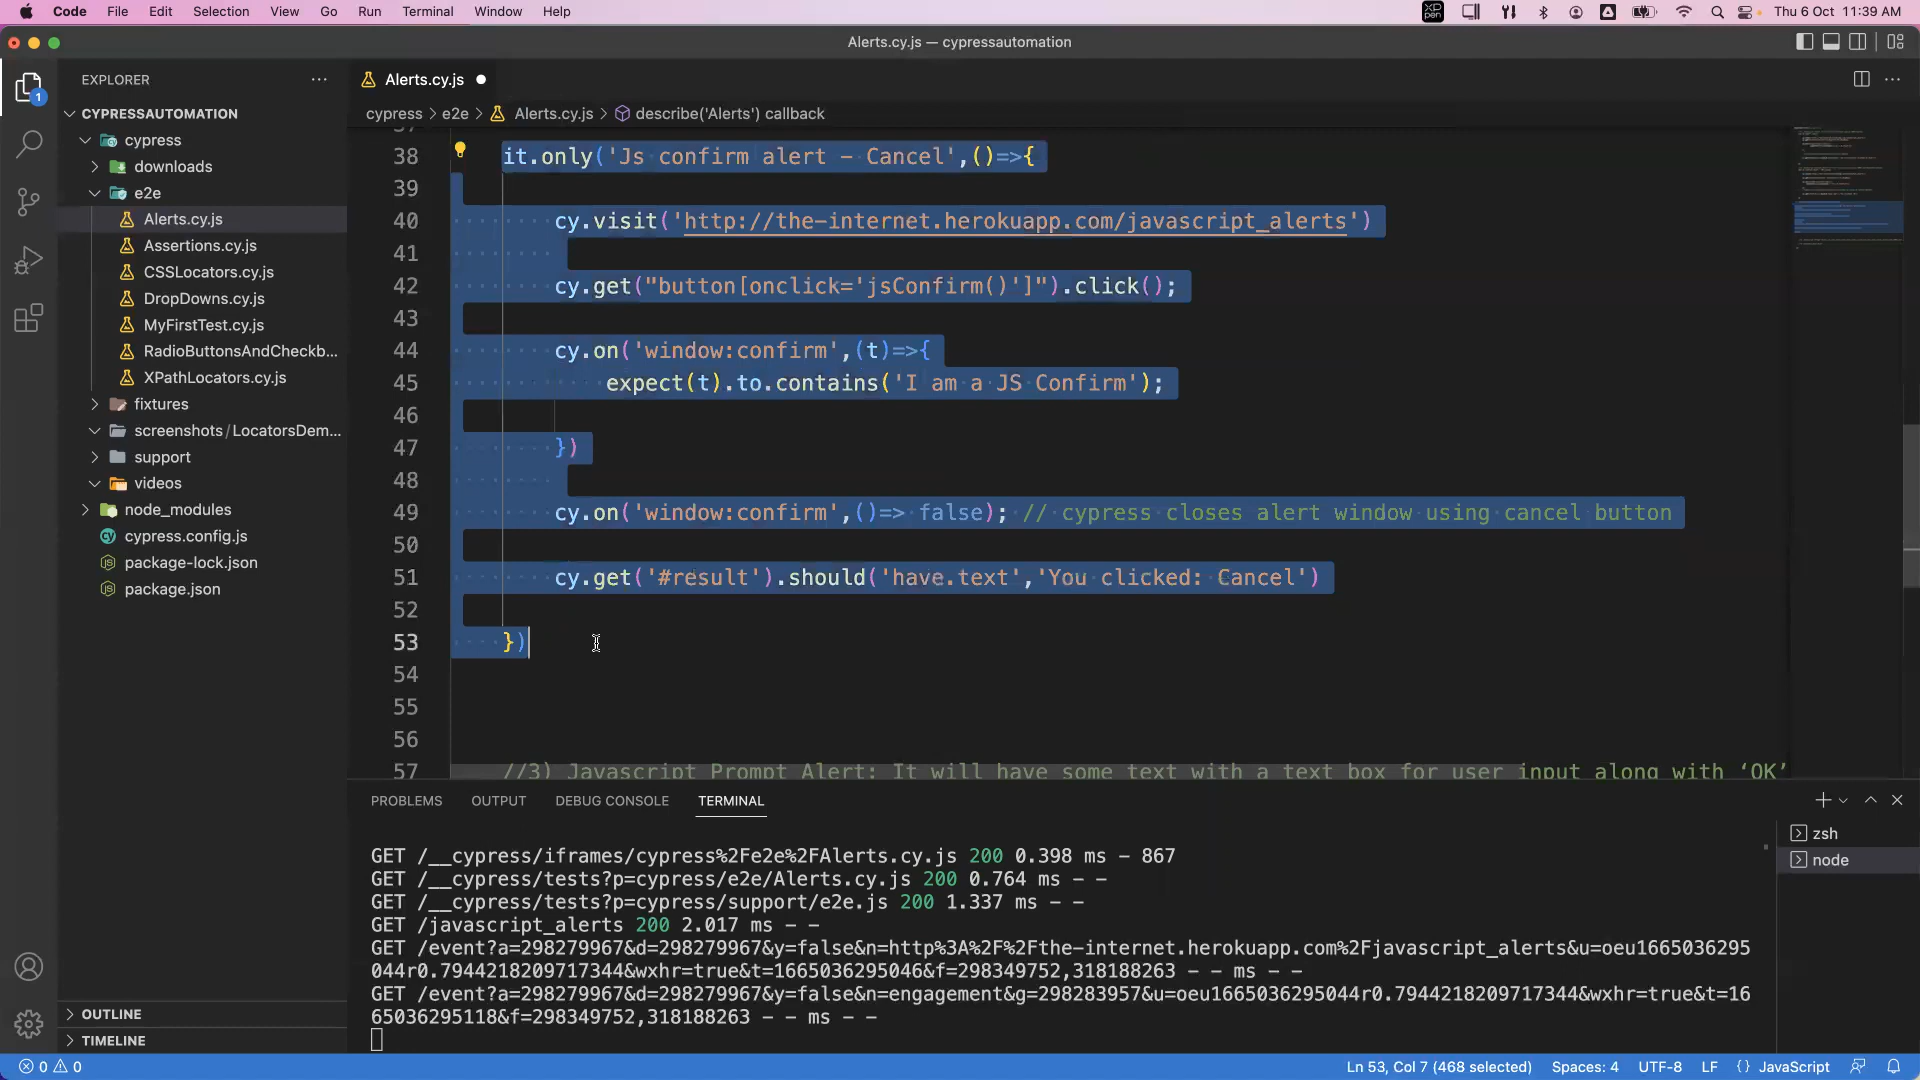 Code File Edit Selection View Go Run Terminal Window Help Thu 6 Oct 11:39 AM
Alerts.cy.js — cypressautomation
EXPLORER
Alerts.cy.js
CYPRESSAUTOMATION
cypress > e2e > Alerts.cy.js > describe('Alerts') callback
cypress
downloads
e2e
Alerts.cy.js
Assertions.cy.js
CSSLocators.cy.js
DropDowns.cy.js
MyFirstTest.cy.js
RadioButtonsAndCheckb...
XPathLocators.cy.js
fixtures
screenshots/LocatorsDem...
support
videos
node_modules
cypress.config.js
package-lock.json
package.json
OUTLINE
TIMELINE
38 it.only('Js confirm alert - Cancel',()=>{
39
40 cy.visit('http://the-internet.herokuapp.com/javascript_alerts')
41
42 cy.get("button[onclick='jsConfirm()']").click();
43
44 cy.on('window:confirm',(t)=>{
45 expect(t).to.contains('I am a JS Confirm');
46
47 })
48
49 cy.on('window:confirm',()=> false); // cypress closes alert window using cancel button
50
51 cy.get('#result').should('have.text','You clicked: Cancel')
52
53 })
54
55
56
57 //3) Javascript Prompt Alert: It will have some text with a text box for user input along with ‘OK’
PROBLEMS OUTPUT DEBUG CONSOLE TERMINAL
zsh
node
GET /__cypress/iframes/cypress%2Fe2e%2FAlerts.cy.js 200 0.398 ms - 867
GET /__cypress/tests?p=cypress/e2e/Alerts.cy.js 200 0.764 ms - -
GET /__cypress/tests?p=cypress/support/e2e.js 200 1.337 ms - -
GET /javascript_alerts 200 2.017 ms - -
GET /event?a=298279967&d=298279967&y=false&n=http%3A%2F%2Fthe-internet.herokuapp.com%2Fjavascript_alerts&u=oeu1665036295
044r0.7944218209717344&wxhr=true&t=1665036295046&f=298349752,318188263 - - ms - -
GET /event?a=298279967&d=298279967&y=false&n=engagement&g=298283957&u=oeu1665036295044r0.7944218209717344&wxhr=true&t=16
65036295118&f=298349752,318188263 - - ms - -
0 0 Ln 53, Col 7 (468 selected) Spaces: 4 UTF-8 LF {} JavaScript